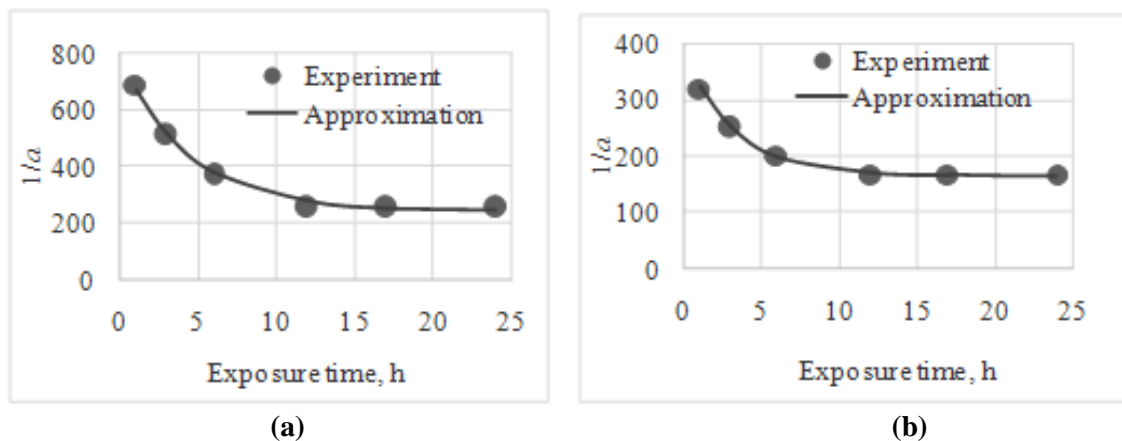 800
600
400
200
0
1/a
Experiment
Approximation
0 5 10 15 20 25
Exposure time, h
(a)
400
300
200
100
0
1/a
Experiment
Approximation
0 5 10 15 20 25
Exposure time, h
(b)